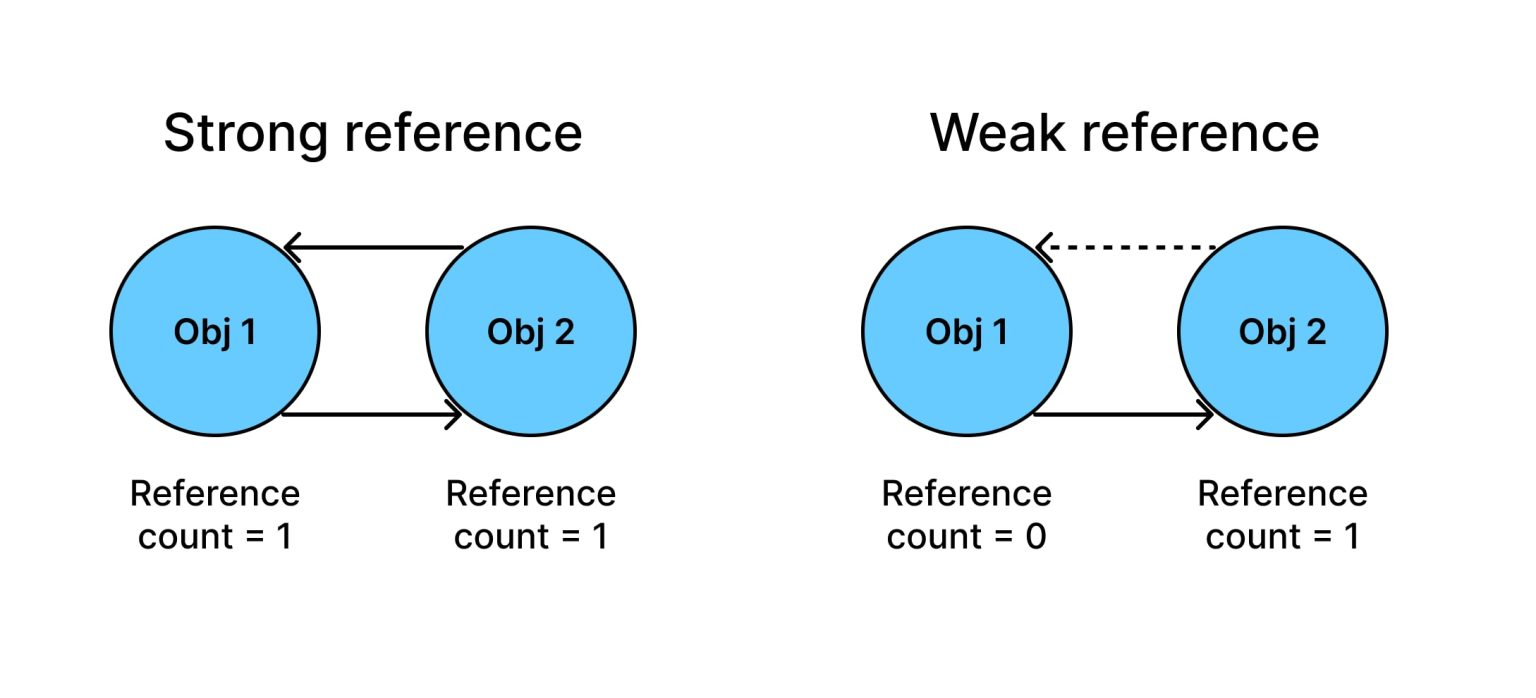 Strong reference
Obj 1
Obj 2
Reference
count = 1
Reference
count = 1
Weak reference
Obj 1
Obj 2
Reference
count = 0
Reference
count = 1